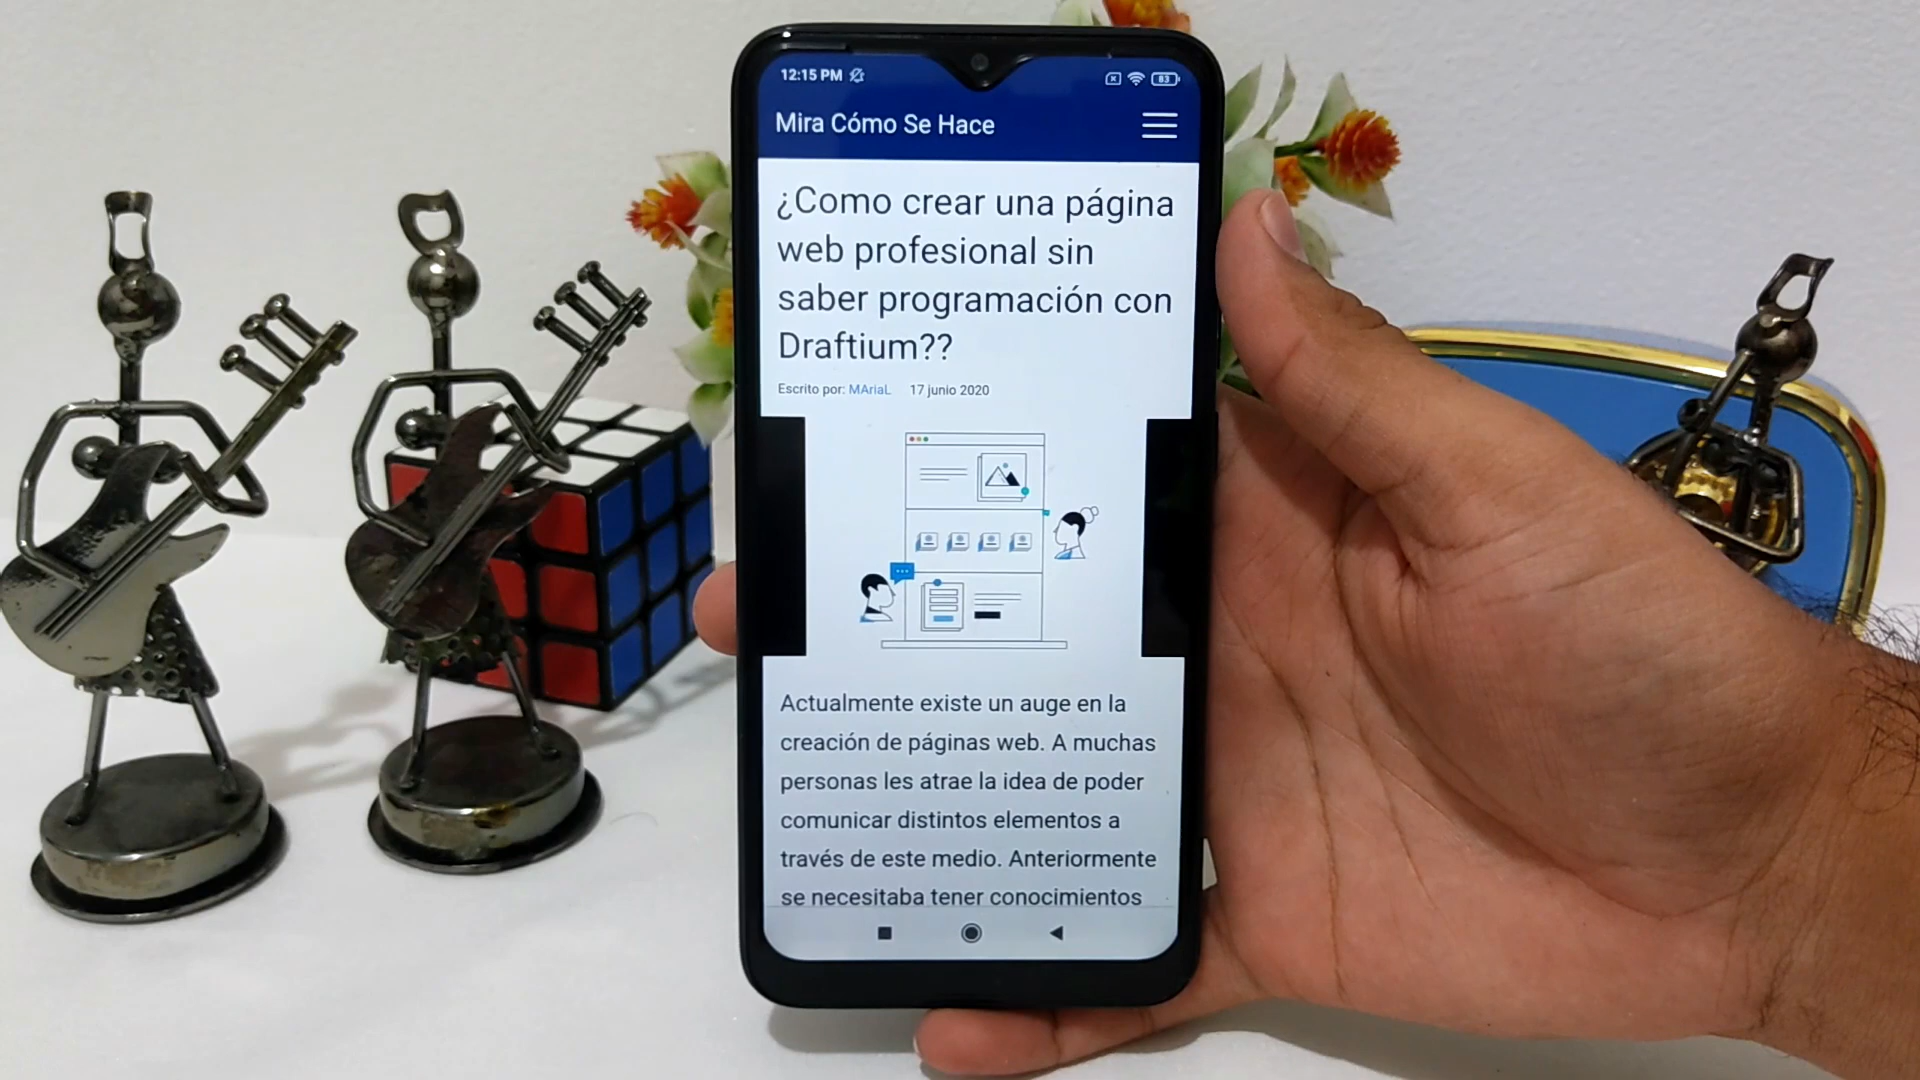 12:15 PM
83
Mira Cómo Se Hace
¿Como crear una página
web profesional sin
saber programación con
Draftium??
Escrito por: MAriaL 17 junio 2020
Actualmente existe un auge en la
creación de páginas web. A muchas
personas les atrae la idea de poder
comunicar distintos elementos a
través de este medio. Anteriormente
se necesitaba tener conocimientos